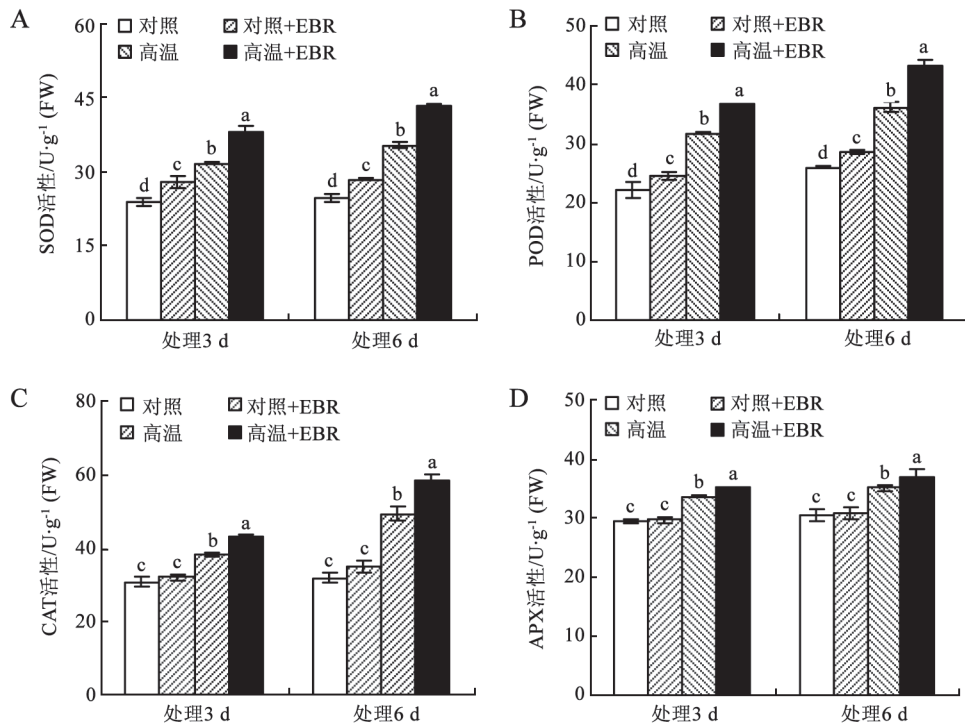 A
SOD活性/U·g⁻¹ (FW)
60
45
30
15
0
对照
对照+EBR
高温
高温+EBR
d
c
b
a
d
c
b
a
处理3 d
处理6 d
B
POD活性/U·g⁻¹ (FW)
50
40
30
20
10
0
对照
对照+EBR
高温
高温+EBR
d
c
b
a
d
c
b
a
处理3 d
处理6 d
C
CAT活性/U·g⁻¹ (FW)
80
60
40
20
0
对照
对照+EBR
高温
高温+EBR
c
c
b
a
c
c
b
a
处理3 d
处理6 d
D
APX活性/U·g⁻¹ (FW)
50
40
30
20
10
0
对照
对照+EBR
高温
高温+EBR
c
c
b
a
c
c
b
a
处理3 d
处理6 d